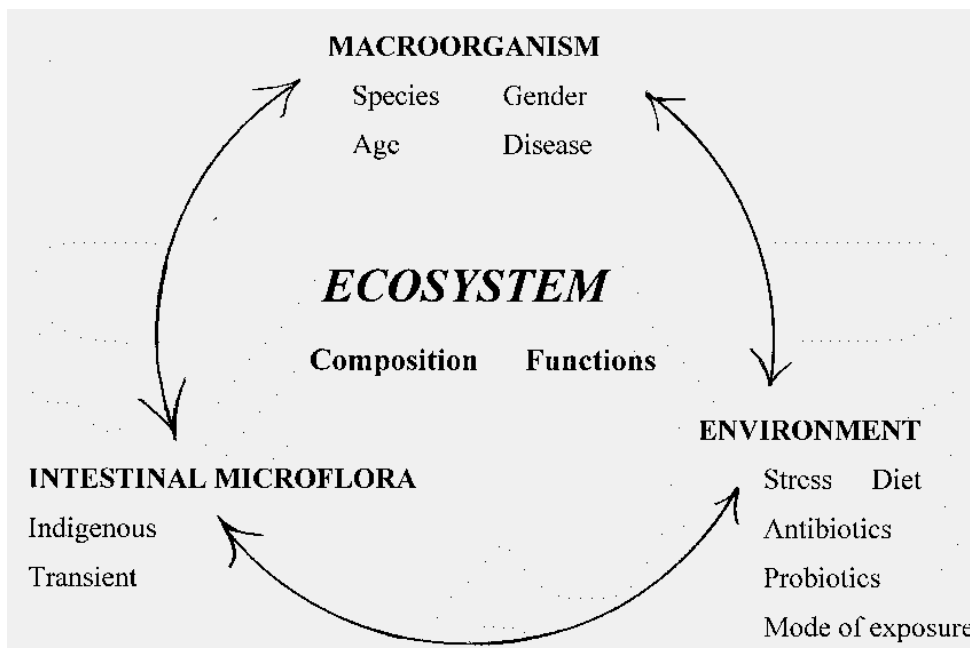 MACROORGANISM
Species Gender
Age Disease
ECOSYSTEM
Composition Functions
ENVIRONMENT
Stress Diet
Antibiotics
Probiotics
Mode of exposure
INTESTINAL MICROFLORA
Indigenous
Transient